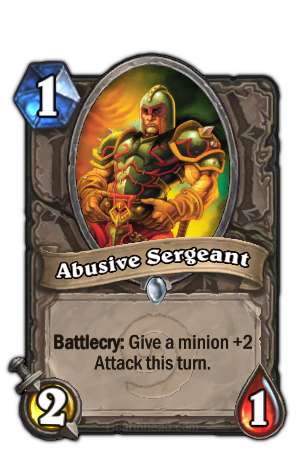 1
Abusive Sergeant
Battlecry: Give a minion +2
Attack this turn.
2
1